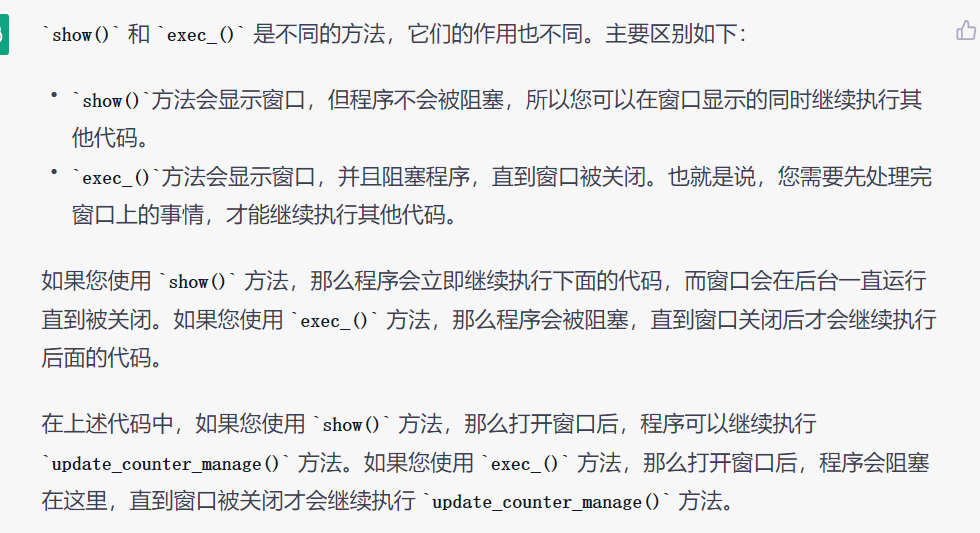 `show()` 和 `exec_()` 是不同的方法，它们的作用也不同。主要区别如下：
• `show()`方法会显示窗口，但程序不会被阻塞，所以您可以在窗口显示的同时继续执行其
他代码。
• `exec_()`方法会显示窗口，并且阻塞程序，直到窗口被关闭。也就是说，您需要先处理完
窗口上的事情，才能继续执行其他代码。
如果您使用 `show()` 方法，那么程序会立即继续执行下面的代码，而窗口会在后台一直运行
直到被关闭。如果您使用 `exec_()` 方法，那么程序会被阻塞，直到窗口关闭后才会继续执行
后面的代码。
在上述代码中，如果您使用 `show()` 方法，那么打开窗口后，程序可以继续执行
`update_counter_manage()` 方法。如果您使用 `exec_()` 方法，那么打开窗口后，程序会阻塞
在这里，直到窗口被关闭才会继续执行 `update_counter_manage()` 方法。